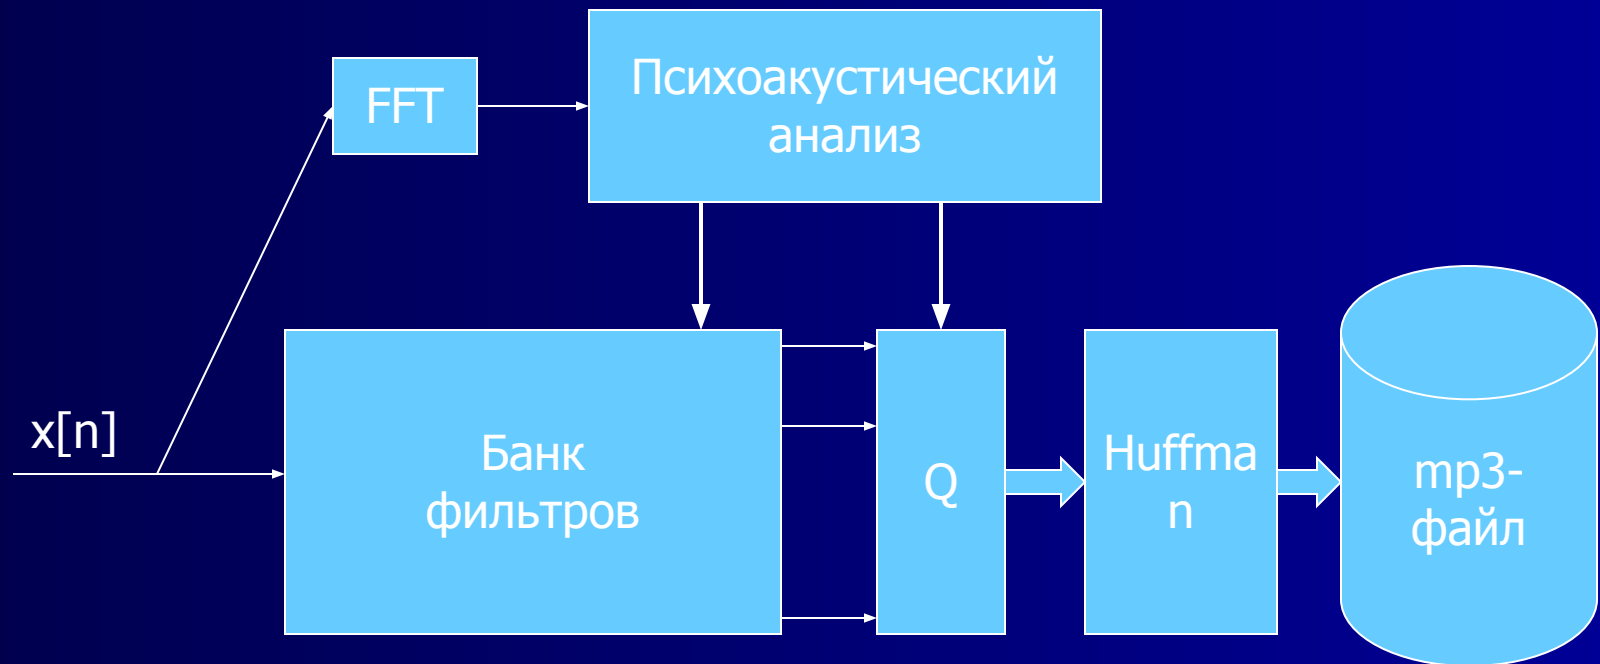 FFT
Психоакустический
анализ
x[n]
Банк
фильтров
Q
Huffma
n
mp3-
файл